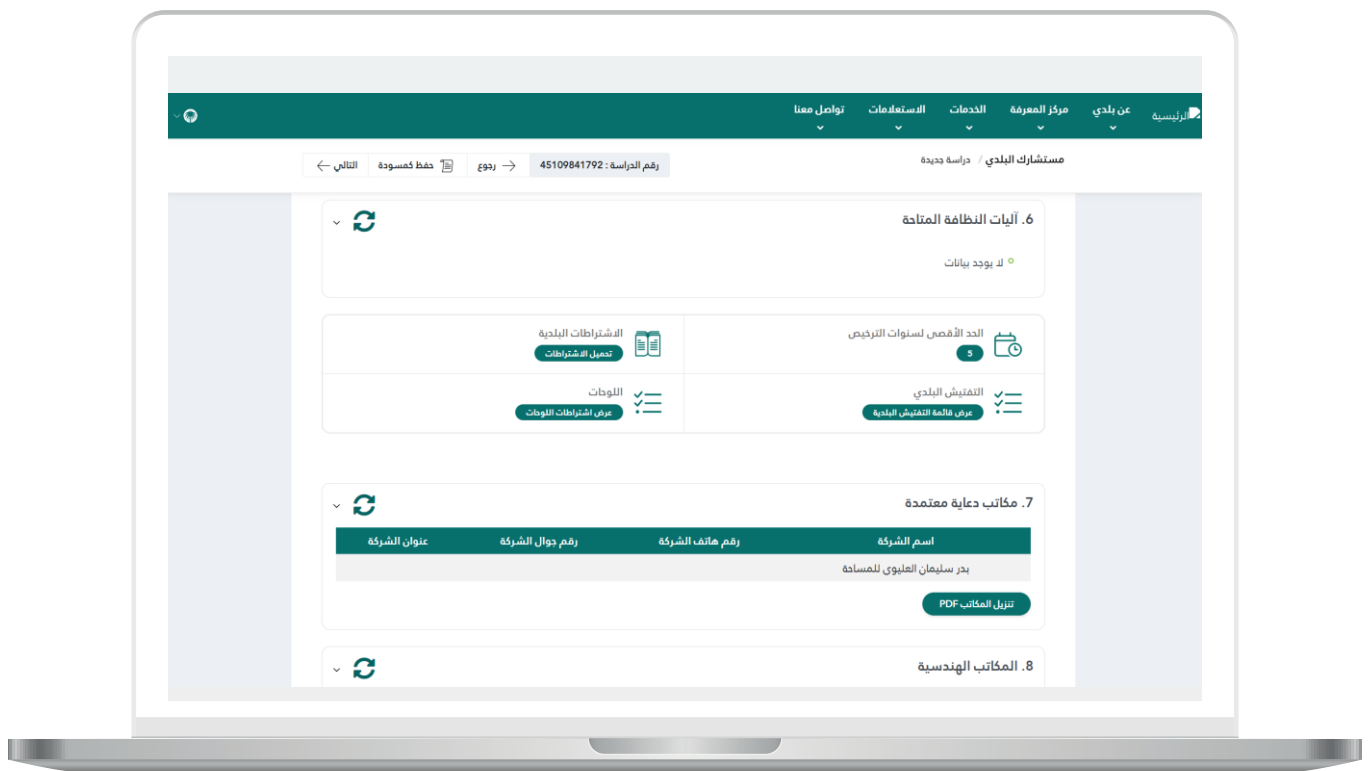 الرئيسية
عن بلدي
مركز المعرفة
الخدمات
الاستعلامات
تواصل معنا
مستشارك البلدي / دراسة جديدة
رقم الدراسة : 45109841792
رجوع
حفظ كمسودة
التالي
6. آليات النظافة المتاحة
لا يوجد بيانات
الحد الأقصى لسنوات الترخيص
5
الاشتراطات البلدية
تحميل الاشتراطات
التفتيش البلدي
عرض قائمة التفتيش البلدية
اللوحات
عرض اشتراطات اللوحات
7. مكاتب دعاية معتمدة
اسم الشركة رقم هاتف الشركة رقم جوال الشركة عنوان الشركة
بدر سليمان العليوي للمساحة
تنزيل المكاتب PDF
8. المكاتب الهندسية